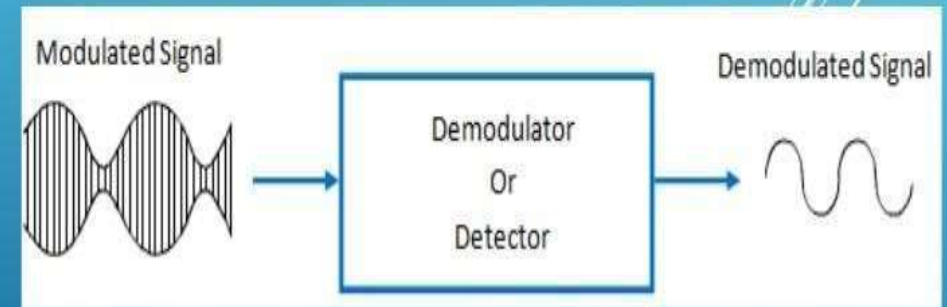 Modulated Signal
Demodulated Signal
Demodulator
Or
Detector